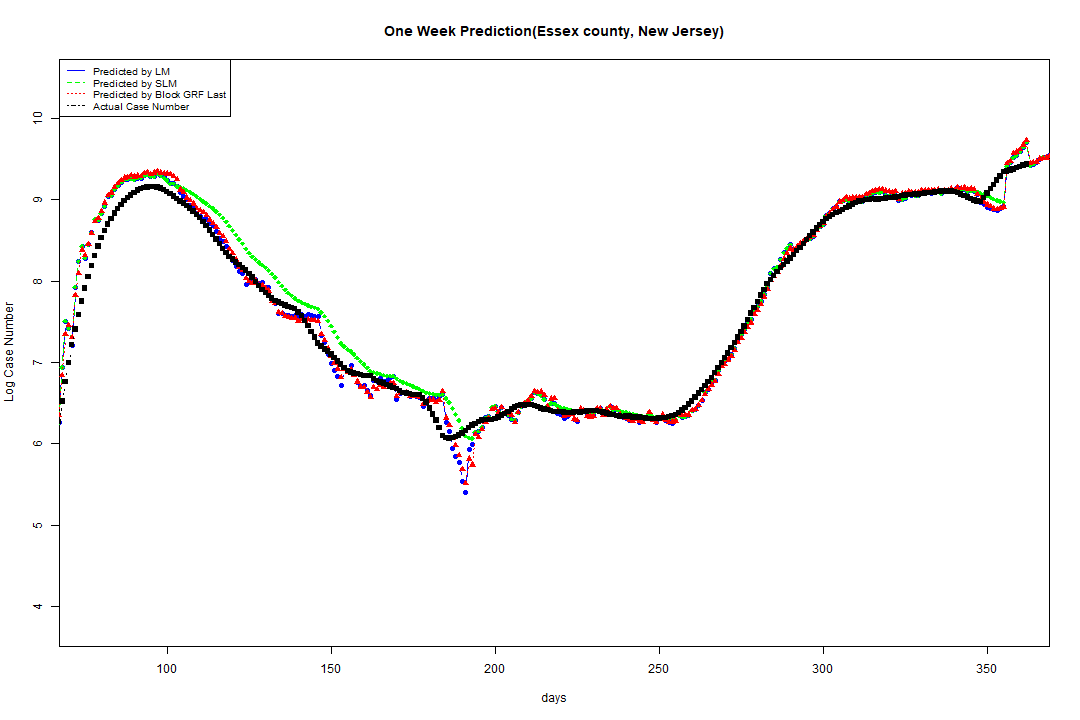 One Week Prediction(Essex county, New Jersey)
Predicted by LM
Predicted by SLM
Predicted by Block GRF Last
Actual Case Number
10
9
8
7
6
5
4
Log Case Number
100 150 200 250 300 350
days